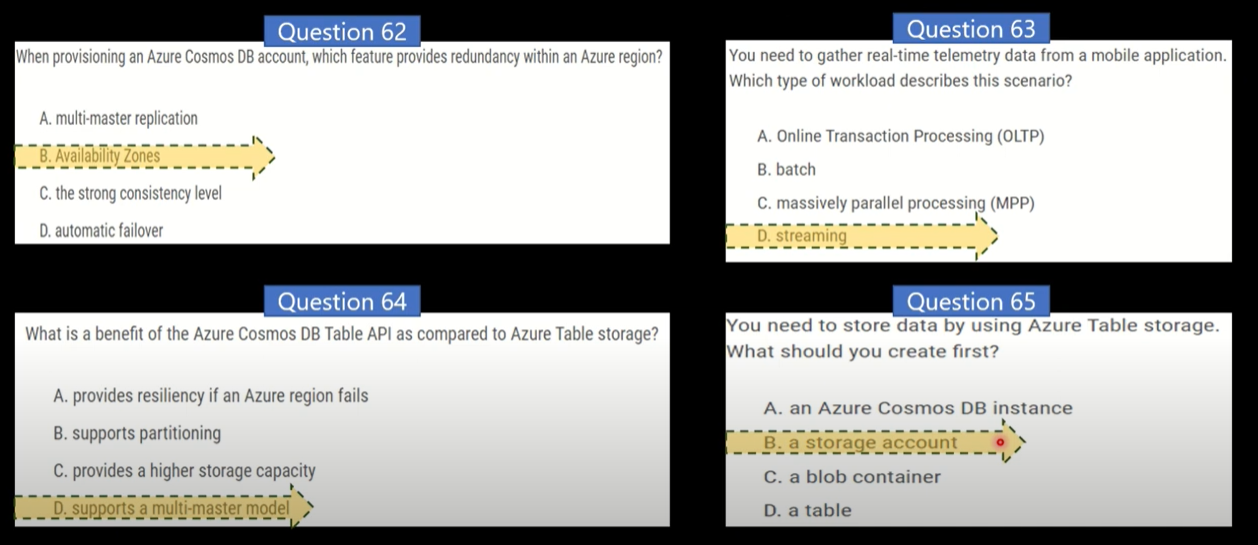 Question 62
When provisioning an Azure Cosmos DB account, which feature provides redundancy within an Azure region?
A. multi-master replication
B. Availability Zones
C. the strong consistency level
D. automatic failover
Question 63
You need to gather real-time telemetry data from a mobile application.
Which type of workload describes this scenario?
A. Online Transaction Processing (OLTP)
B. batch
C. massively parallel processing (MPP)
D. streaming
Question 64
What is a benefit of the Azure Cosmos DB Table API as compared to Azure Table storage?
A. provides resiliency if an Azure region fails
B. supports partitioning
C. provides a higher storage capacity
D. supports a multi-master model
Question 65
You need to store data by using Azure Table storage.
What should you create first?
A. an Azure Cosmos DB instance
B. a storage account
C. a blob container
D. a table